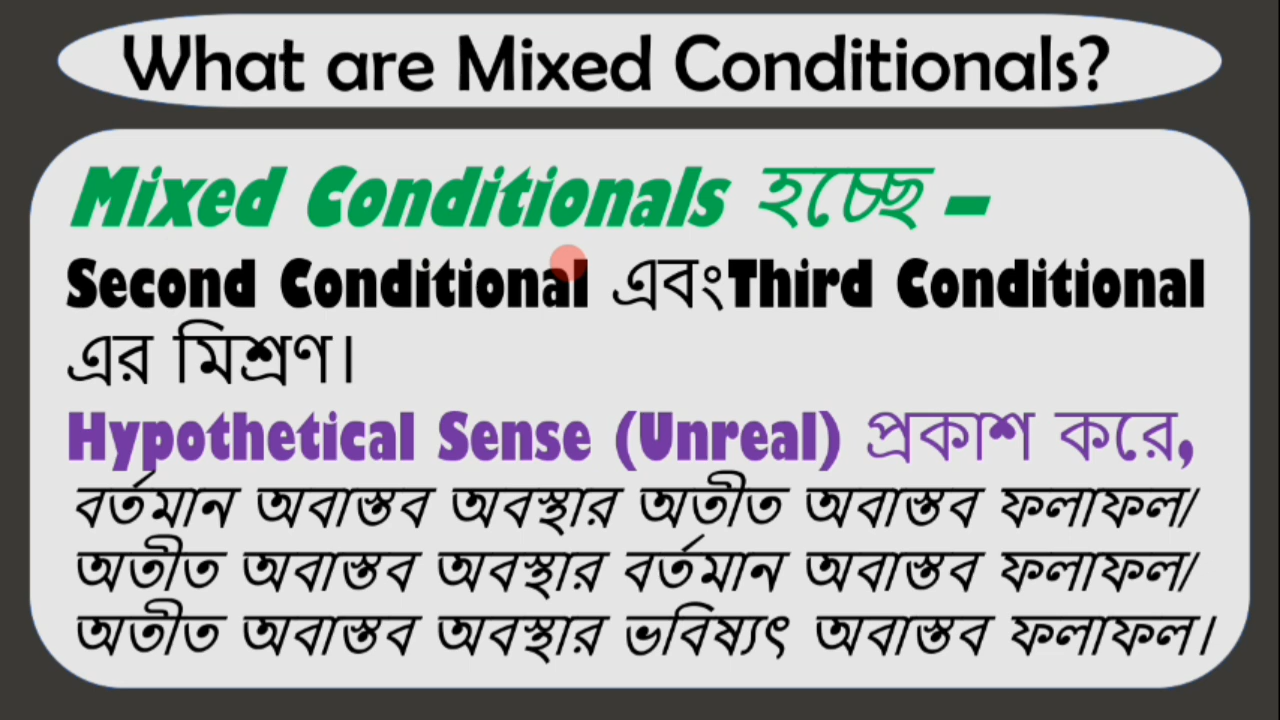 What are Mixed Conditionals?
Mixed Conditionals হচ্ছে –
Second Conditional এবংThird Conditional
এর মিশ্রণ।
Hypothetical Sense (Unreal) প্রকাশ করে,
বর্তমান অবাস্তব অবস্থার অতীত অবাস্তব ফলাফল/
অতীত অবাস্তব অবস্থার বর্তমান অবাস্তব ফলাফল/
অতীত অবাস্তব অবস্থার ভবিষ্যৎ অবাস্তব ফলাফল।